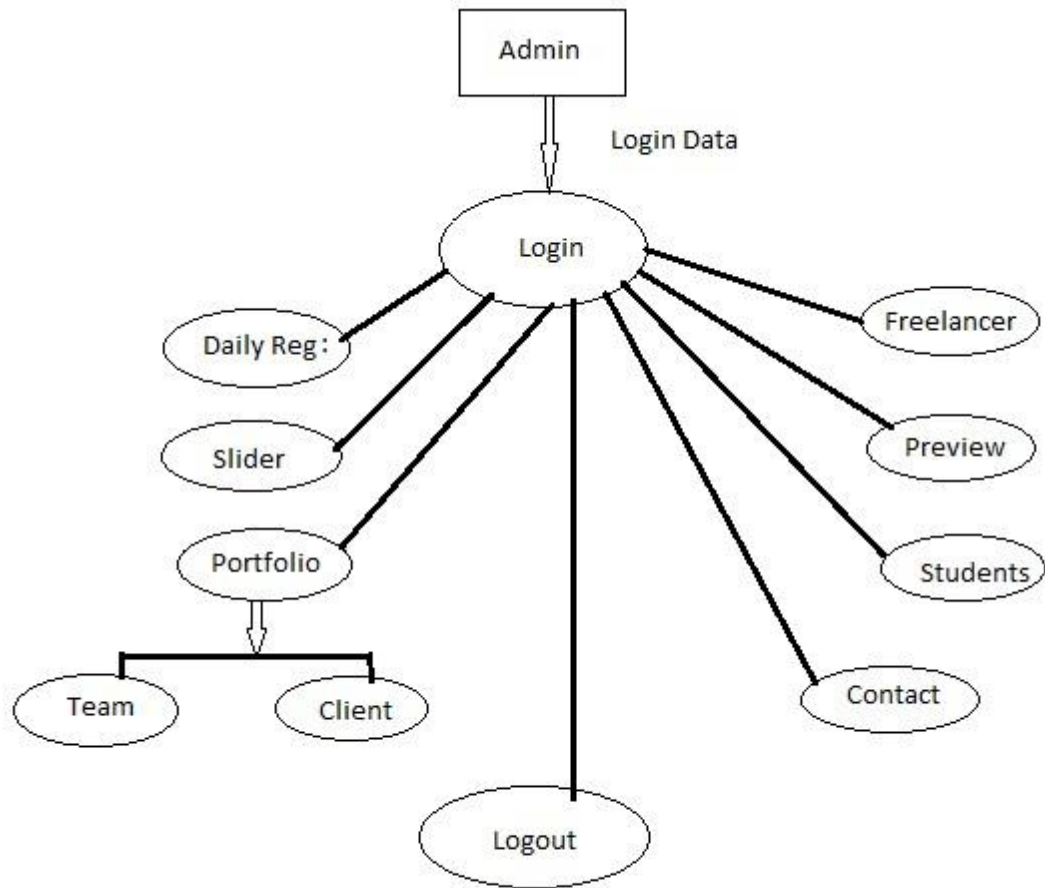 Admin
Login Data
Login
Daily Reg:
Freelancer
Slider
Preview
Portfolio
Students
Team
Client
Contact
Logout